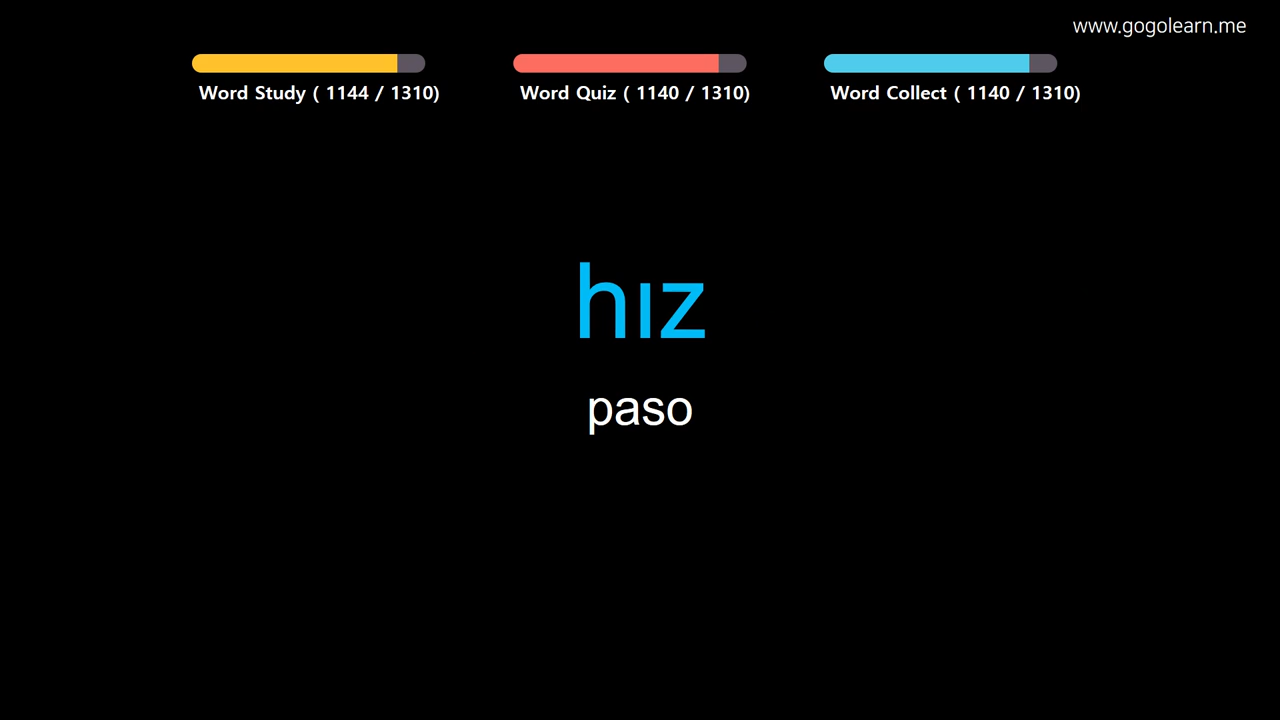 www.gogolearn.me
Word Study ( 1144 / 1310)
Word Quiz ( 1140 / 1310)
Word Collect ( 1140 / 1310)
hız
paso